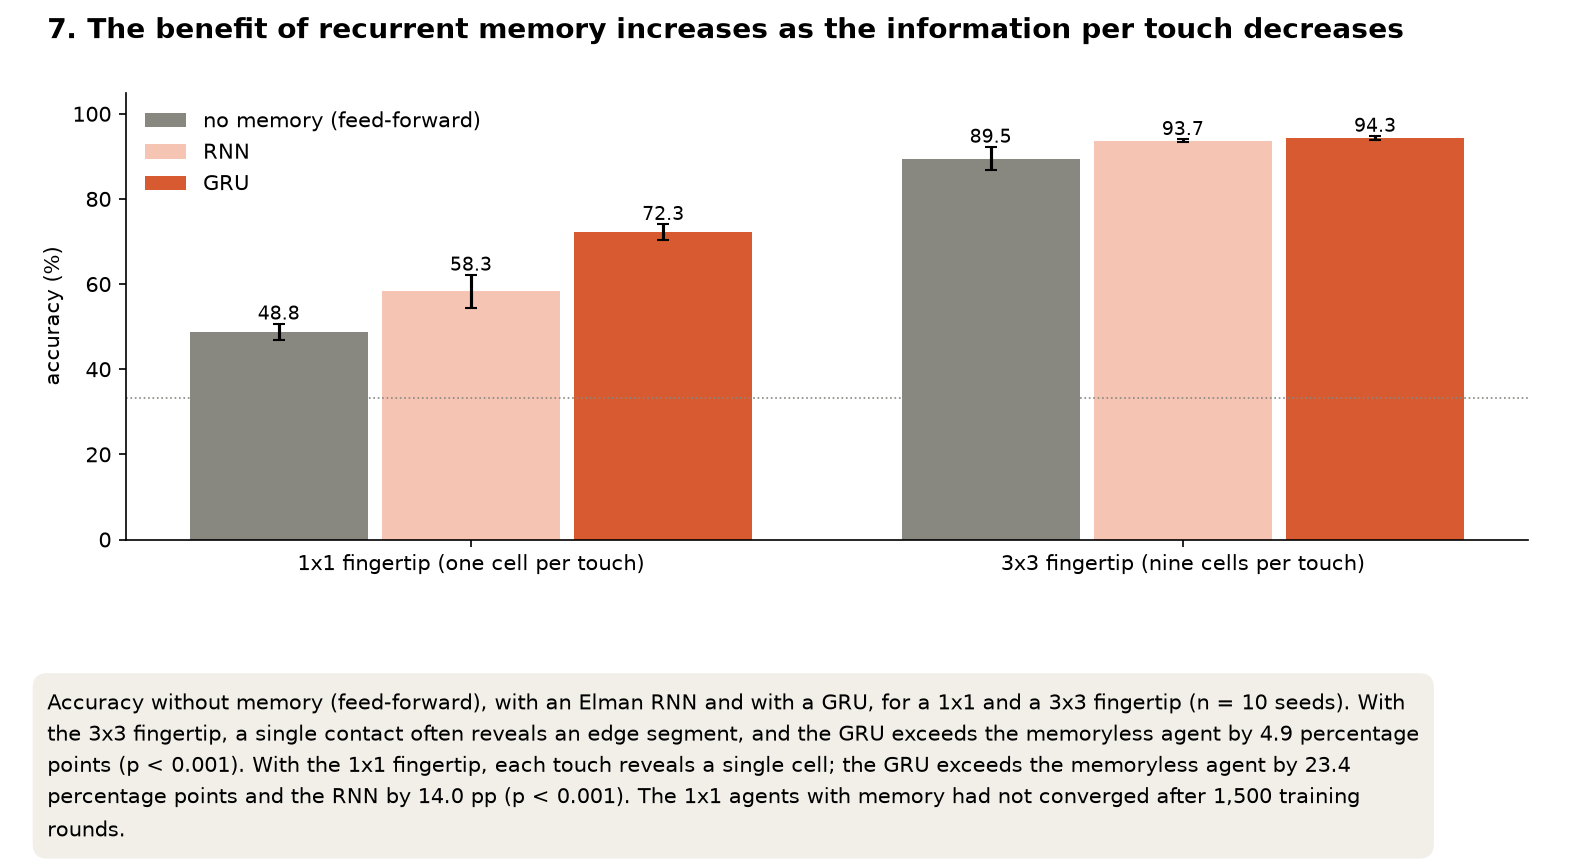 7. The benefit of recurrent memory increases as the information per touch decreases
100
80
60
40
20
0
accuracy (%)
no memory (feed-forward)
RNN
GRU
48.8
58.3
72.3
89.5
93.7
94.3
1x1 fingertip (one cell per touch)
3x3 fingertip (nine cells per touch)
Accuracy without memory (feed-forward), with an Elman RNN and with a GRU, for a 1x1 and a 3x3 fingertip (n = 10 seeds). With
the 3x3 fingertip, a single contact often reveals an edge segment, and the GRU exceeds the memoryless agent by 4.9 percentage
points (p < 0.001). With the 1x1 fingertip, each touch reveals a single cell; the GRU exceeds the memoryless agent by 23.4
percentage points and the RNN by 14.0 pp (p < 0.001). The 1x1 agents with memory had not converged after 1,500 training
rounds.